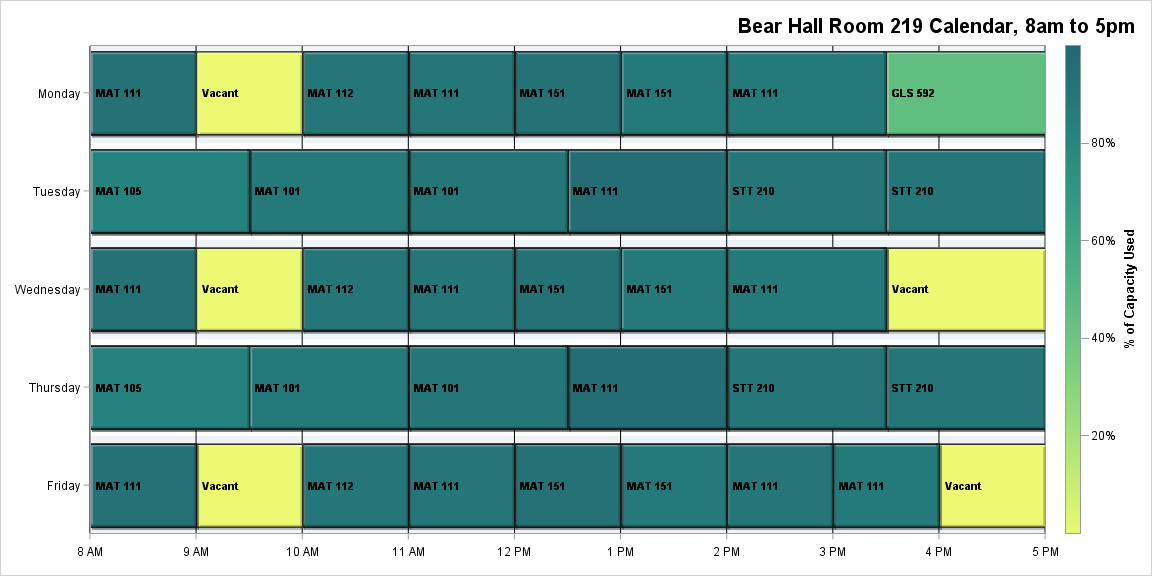 Bear Hall Room 219 Calendar, 8am to 5pm
Monday
MAT 111 Vacant MAT 112 MAT 111 MAT 151 MAT 151 MAT 111 GLS 592
Tuesday
MAT 105 MAT 101 MAT 101 MAT 111 STT 210 STT 210
Wednesday
MAT 111 Vacant MAT 112 MAT 111 MAT 151 MAT 151 MAT 111 Vacant
Thursday
MAT 105 MAT 101 MAT 101 MAT 111 STT 210 STT 210
Friday
MAT 111 Vacant MAT 112 MAT 111 MAT 151 MAT 151 MAT 111 MAT 111 Vacant
8 AM 9 AM 10 AM 11 AM 12 PM 1 PM 2 PM 3 PM 4 PM 5 PM
80%
60%
40%
20%
% of Capacity Used